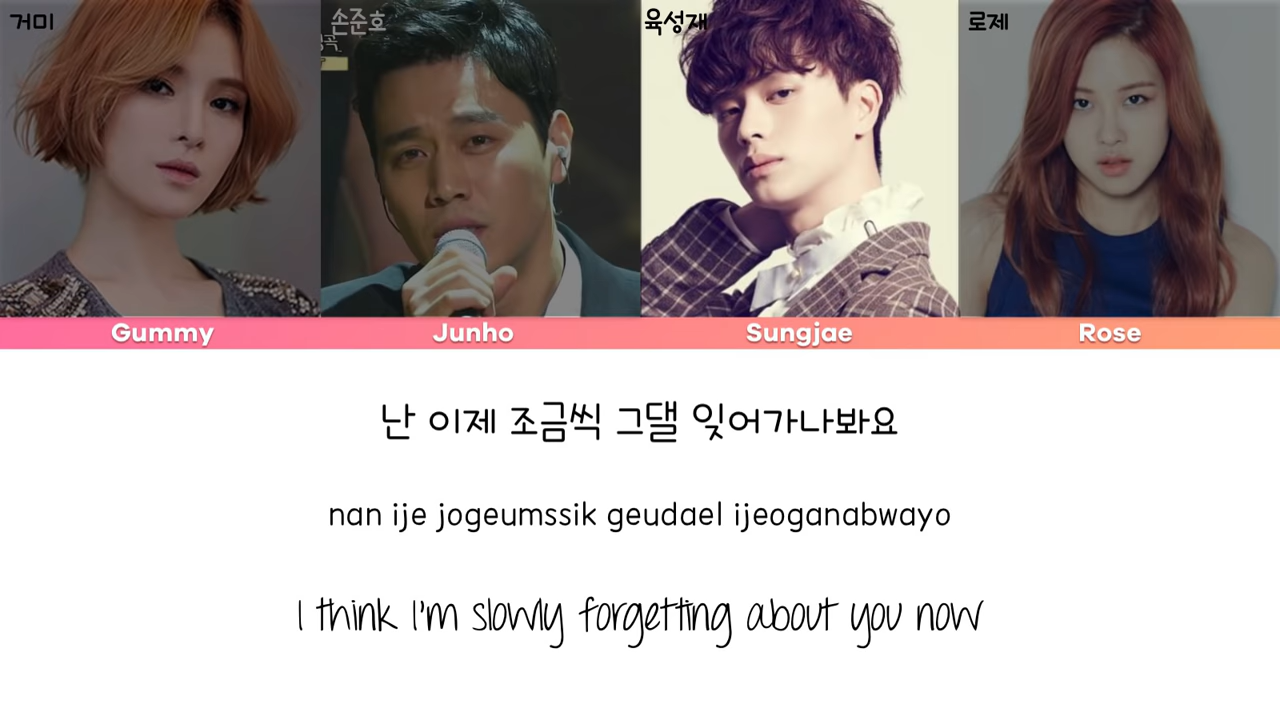 거미
손준호
육성재
로제
Gummy
Junho
Sungjae
Rose
난 이제 조금씩 그댈 잊어가나봐요
nan ije jogeumssik geudael ijeoganabwayo
I think I'm slowly forgetting about you now